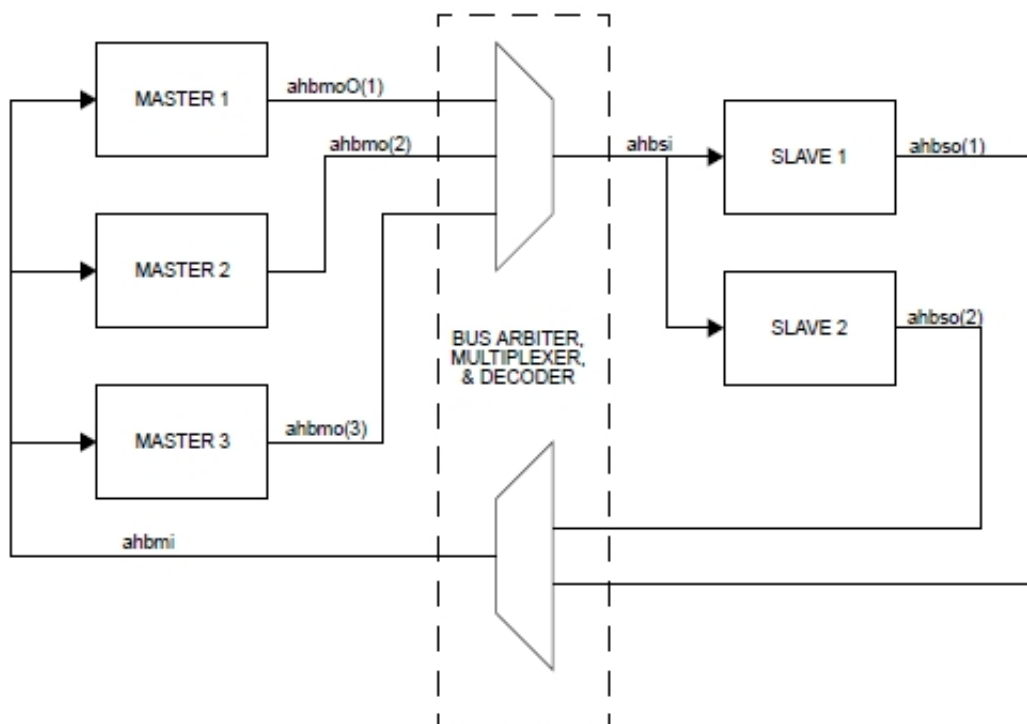 MASTER 1
ahbmoO(1)
ahbmo(2)
ahbsi
SLAVE 1
ahbso(1)
MASTER 2
SLAVE 2
ahbso(2)
BUS ARBITER,
MULTIPLEXER,
& DECODER
MASTER 3
ahbmo(3)
ahbmi